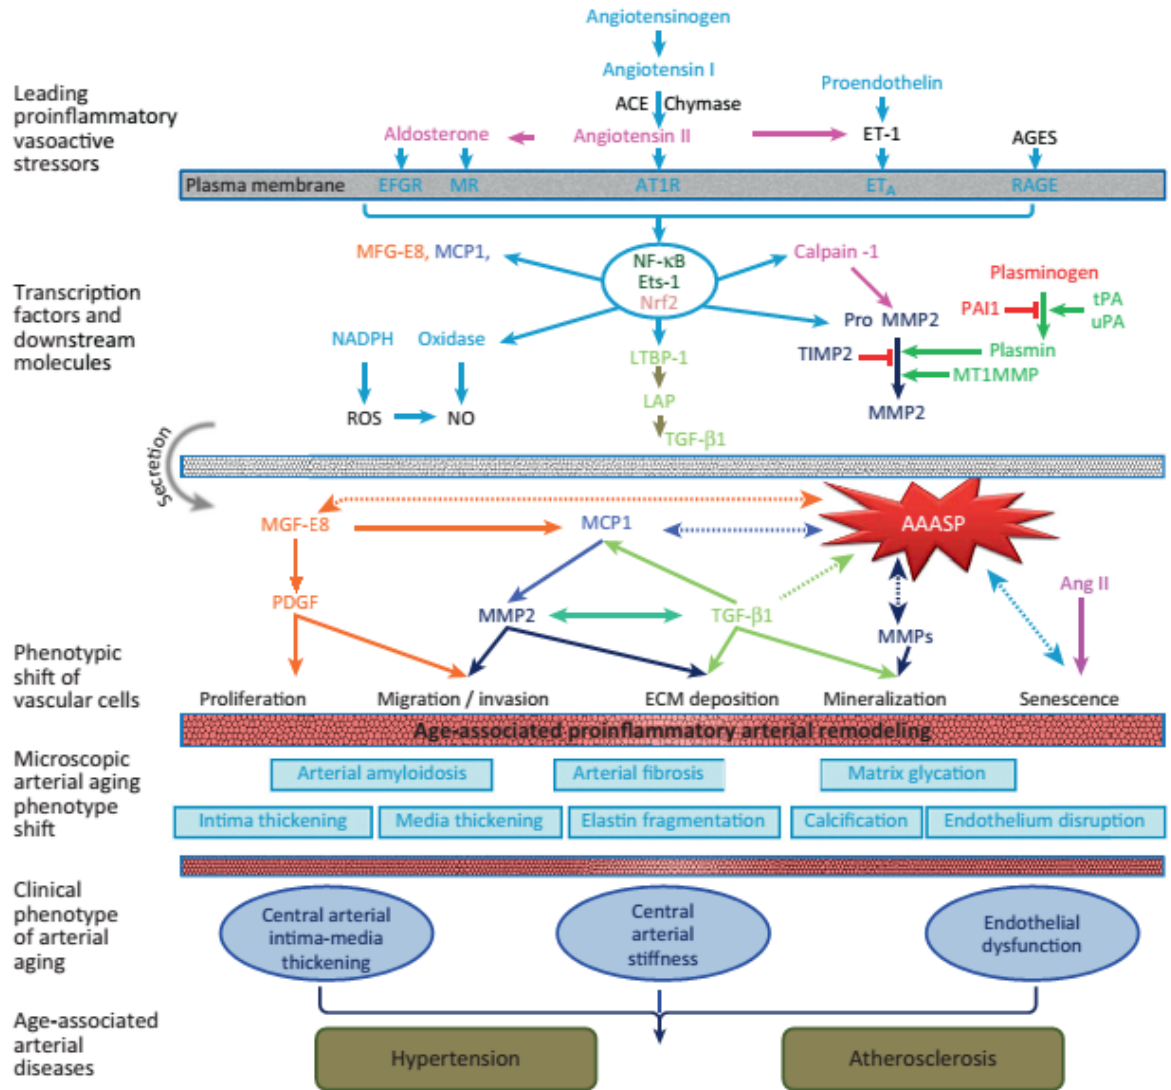 Angiotensinogen
Angiotensin I
Leading
proinflammatory
vasoactive
stressors
ACE Chymase
Proendothelin
Aldosterone
Angiotensin II
ET-1
AGES
Plasma membrane
EFGR
MR
AT1R
ETA
RAGE
Transcription
factors and
downstream
molecules
MFG-E8, MCP1,
NF-κB
Ets-1
Nrf2
Calpain -1
Plasminogen
Pro MMP2
PAI1
tPA
uPA
NADPH Oxidase
LTBP-1
TIMP2
Plasmin
MT1MMP
LAP
ROS
NO
MMP2
TGF-β1
Secretion
MGF-E8
MCP1
AAASP
PDGF
MMP2
TGF-β1
MMPs
Ang II
Phenotypic
shift of
vascular cells
Proliferation
Migration / invasion
ECM deposition
Mineralization
Senescence
Age-associated proinflammatory arterial remodeling
Microscopic
arterial aging
phenotype
shift
Arterial amyloidosis
Arterial fibrosis
Matrix glycation
Intima thickening
Media thickening
Elastin fragmentation
Calcification
Endothelium disruption
Clinical
phenotype
of arterial
aging
Central arterial
intima-media
thickening
Central
arterial
stiffness
Endothelial
dysfunction
Age-associated
arterial
diseases
Hypertension
Atherosclerosis